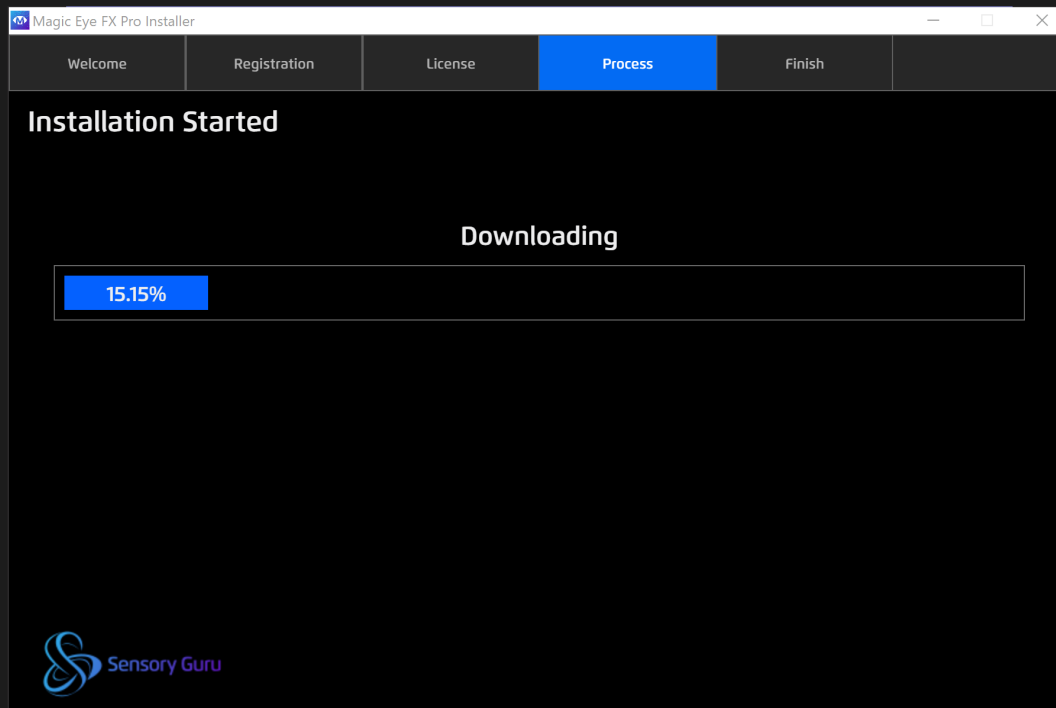 Magic Eye FX Pro Installer
Welcome Registration License Process Finish
Installation Started
Downloading
15.15%
Sensory Guru